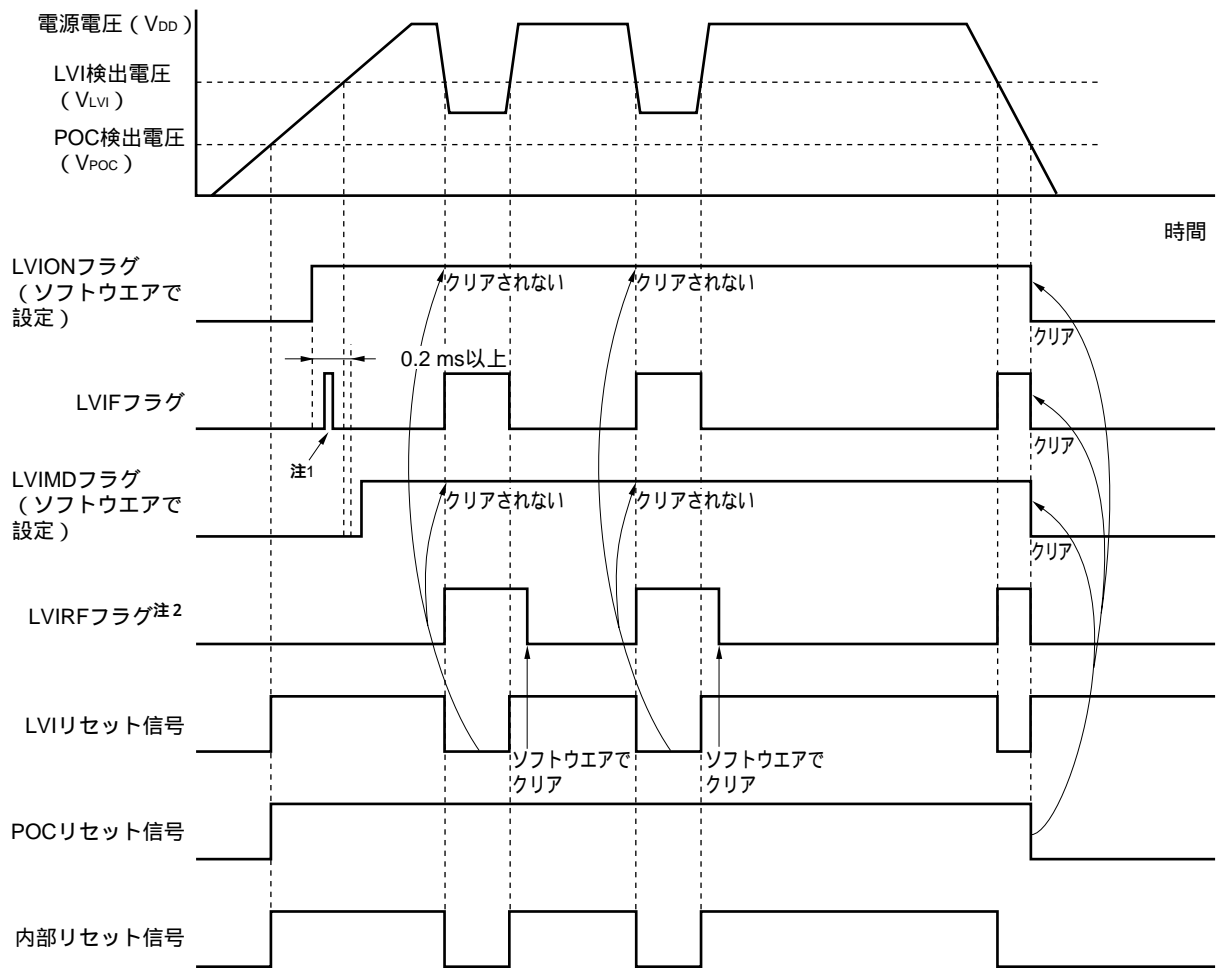 電源電圧（VDD）
LVI検出電圧
（VLVI）
POC検出電圧
（VPOC）
時間
LVIONフラグ
（ソフトウエアで
設定）
クリアされない
クリアされない
クリア
0.2 ms以上
LVIFフラグ
注1
クリア
LVIMDフラグ
（ソフトウエアで
設定）
クリアされない
クリアされない
クリア
LVIRFフラグ注2
LVIリセット信号
ソフトウエアで
クリア
ソフトウエアで
クリア
POCリセット信号
内部リセット信号